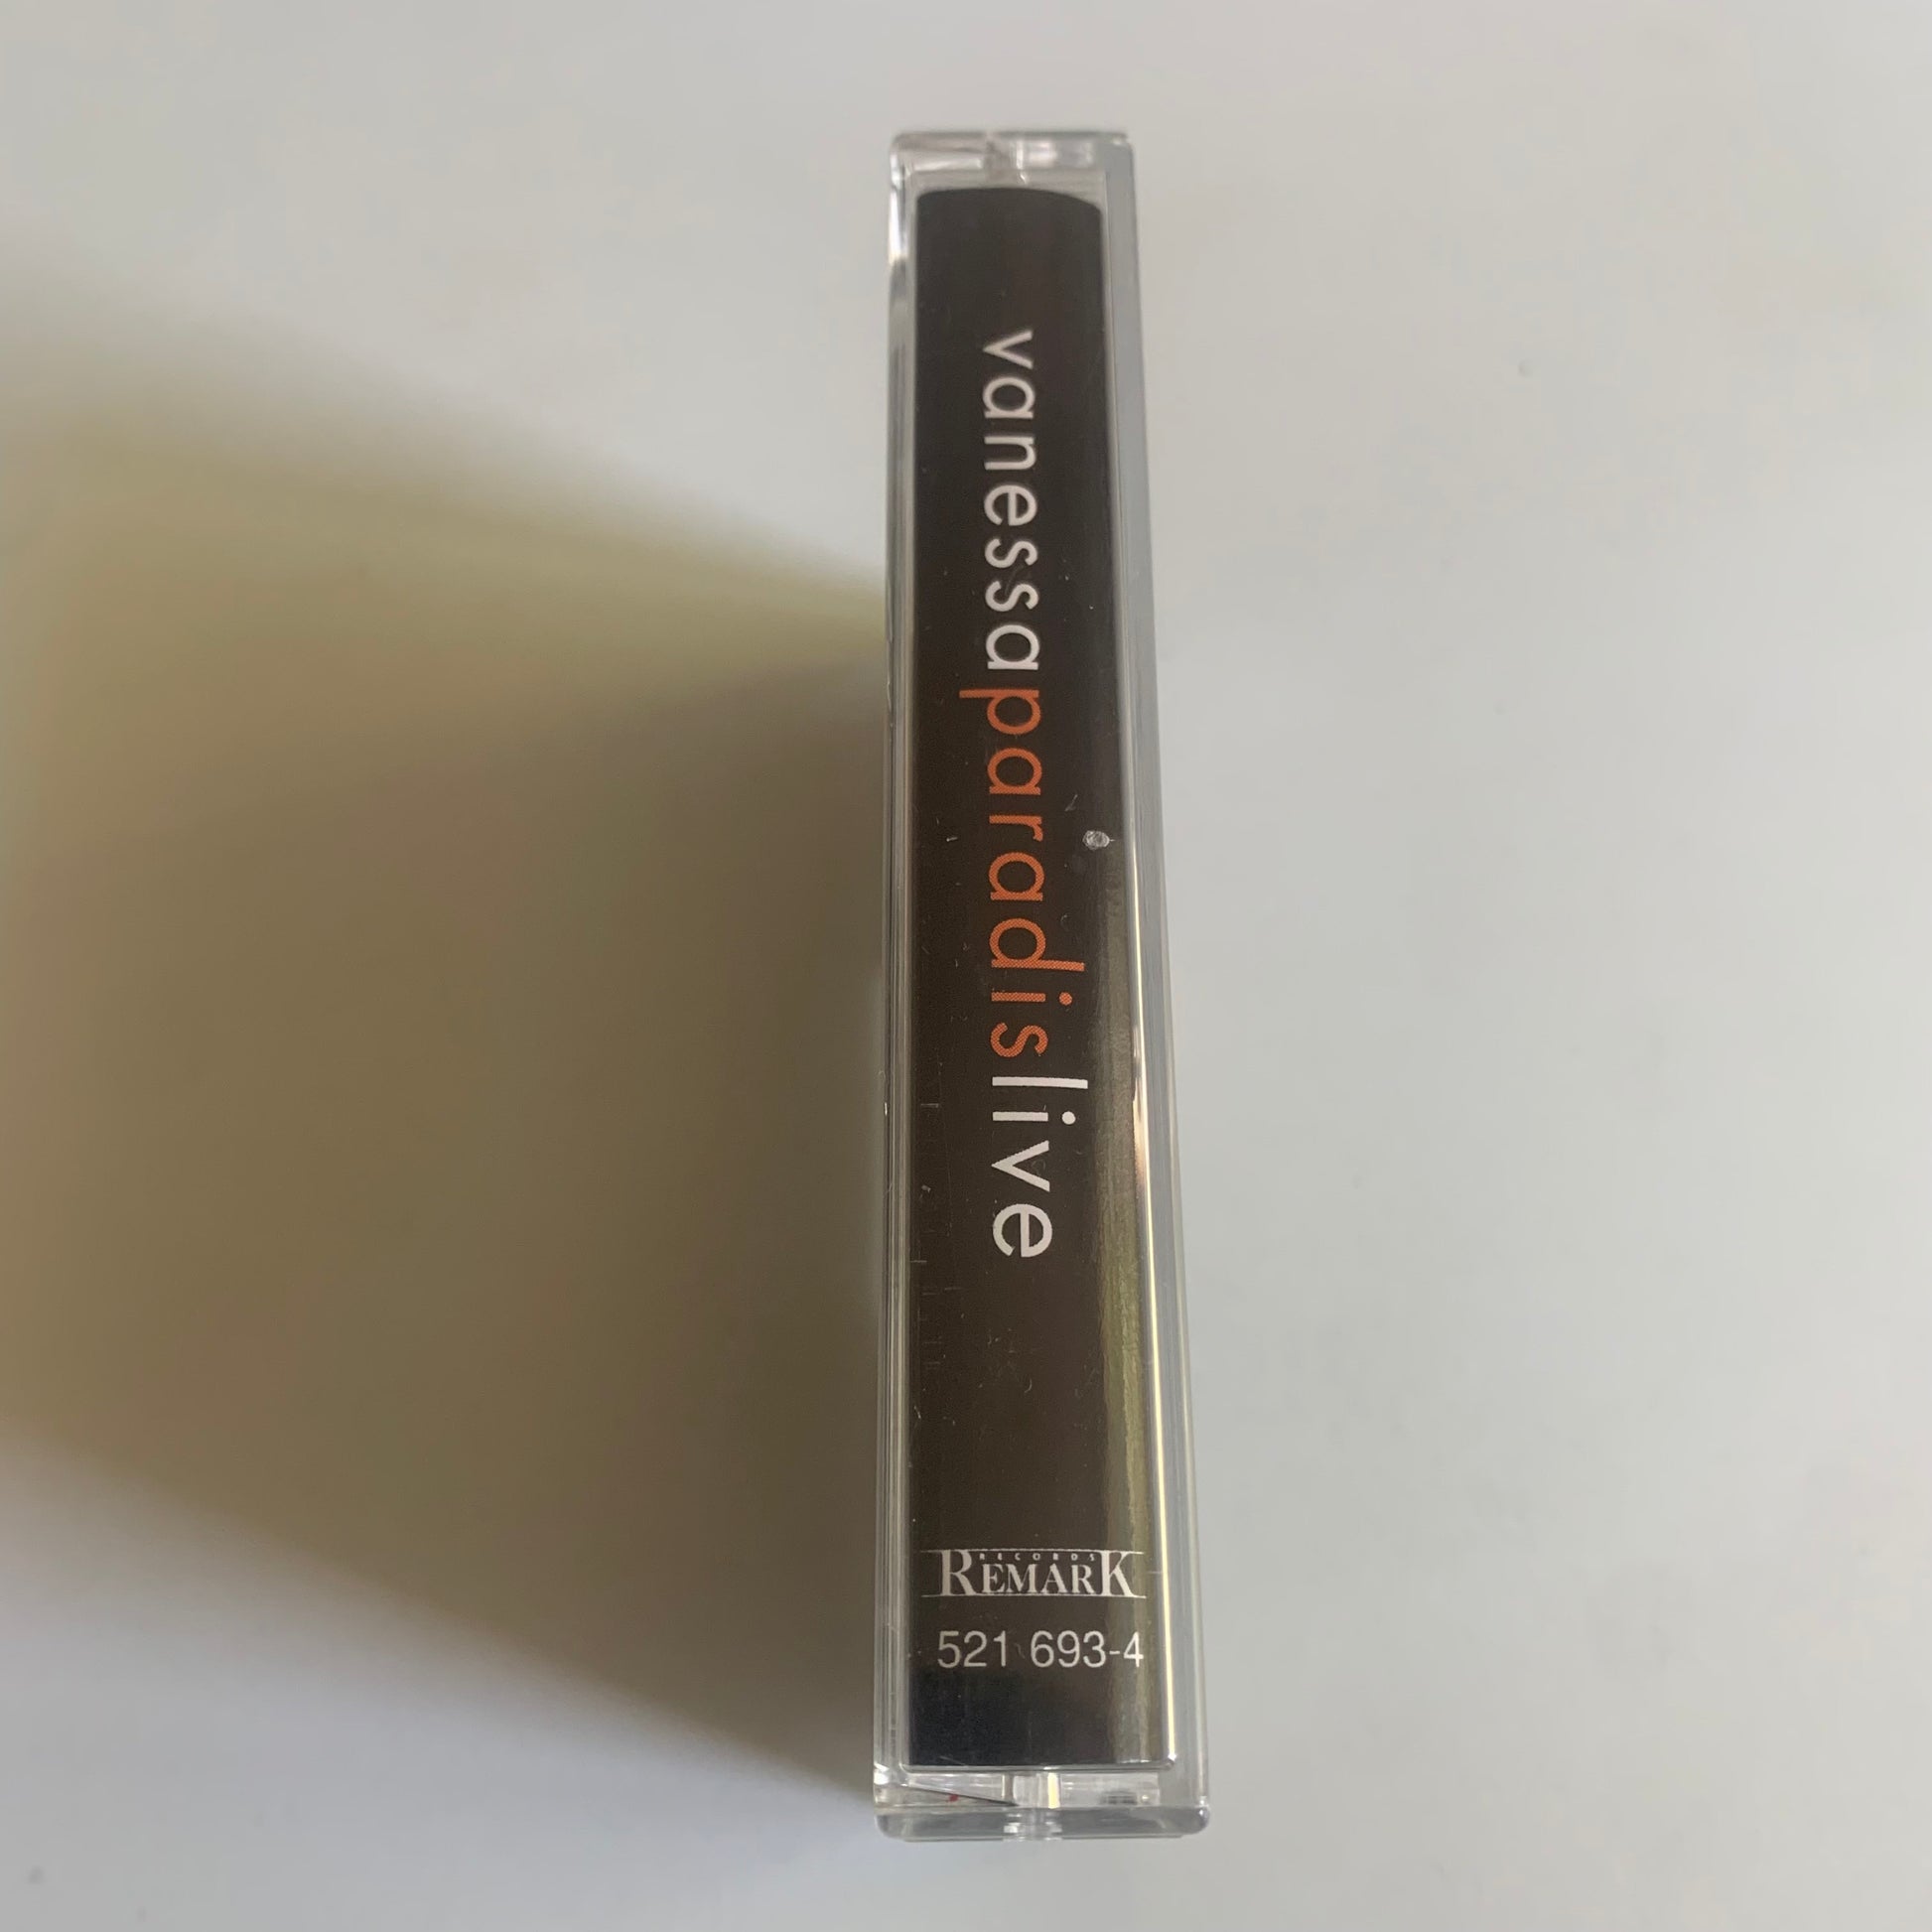 vanessaparadislive
RECORDS
REMARK
521 693-4